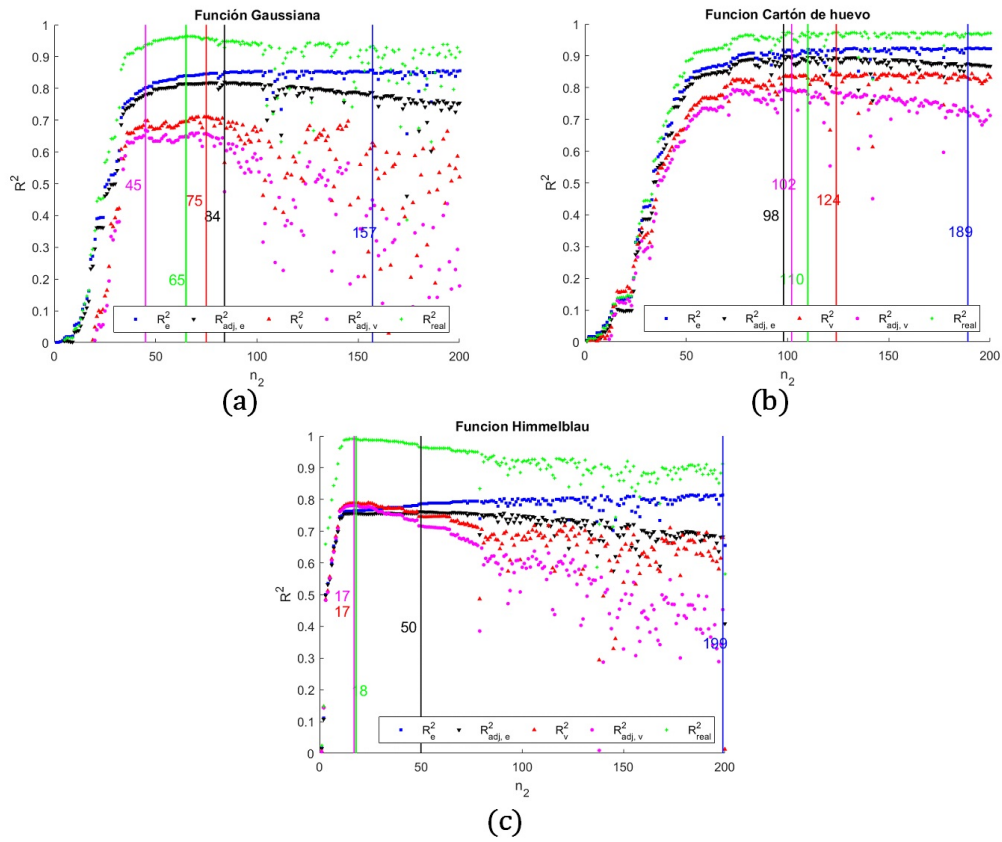 Función Gaussiana
1
0.9
0.8
0.7
0.6
0.5
0.4
0.3
0.2
0.1
0
R²
45
75
84
65
157
R²e R²adj, e R²v R²adj, v R²real
0 50 100 150 200
n₂
(a)
Funcion Cartón de huevo
1
0.9
0.8
0.7
0.6
0.5
0.4
0.3
0.2
0.1
0
R²
102
98
124
110
189
R²e R²adj, e R²v R²adj, v R²real
0 50 100 150 200
n₂
(b)
Funcion Himmelblau
1
0.9
0.8
0.7
0.6
0.5
0.4
0.3
0.2
0.1
0
R²
17
17
50
18
199
R²e R²adj, e R²v R²adj, v R²real
0 50 100 150 200
n₂
(c)